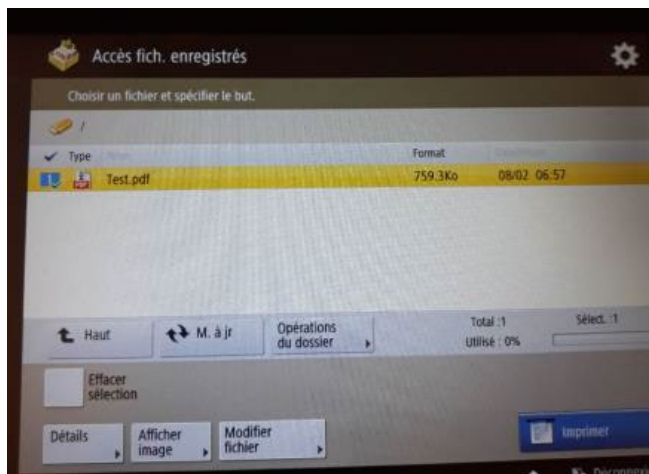 Accès fich. enregistrés
Choisir un fichier et spécifier le but.
/
Type Format
1 PDF Test.pdf 759.3Ko 08/02 06:57
Haut
M. à jr
Opérations
du dossier
Total :1
Sélect. :1
Utilisé : 0%
Effacer
sélection
Détails
Afficher
image
Modifier
fichier
Imprimer